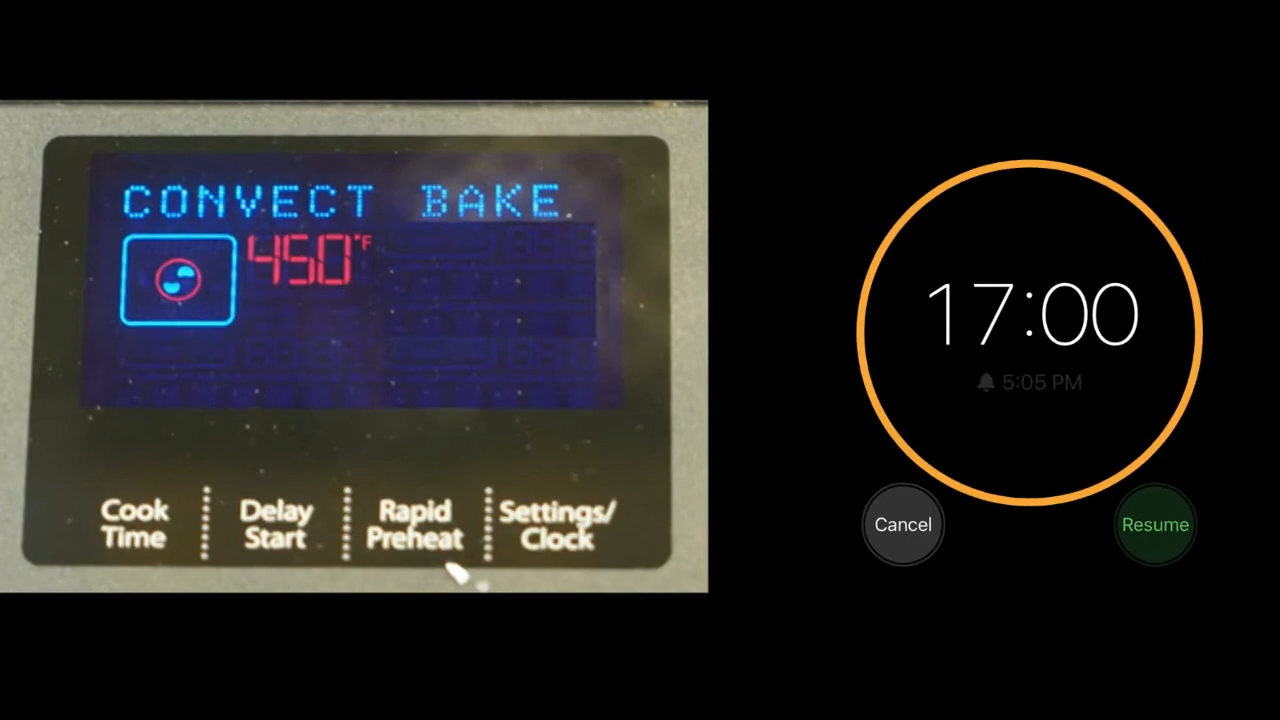 CONVECT BAKE
450°F
Cook Time
Delay Start
Rapid Preheat
Settings/Clock
17:00
5:05 PM
Cancel
Resume